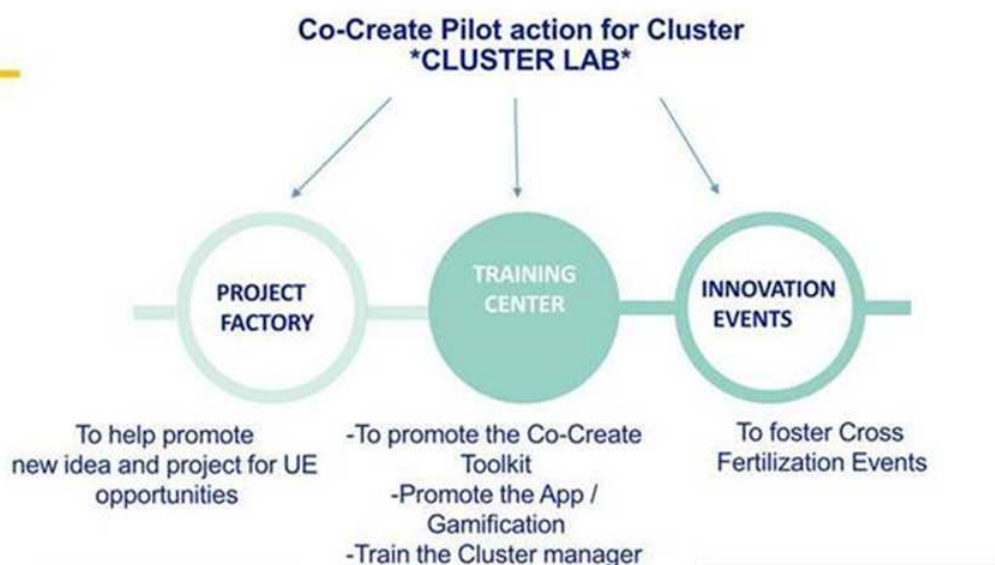 Co-Create Pilot action for Cluster
*CLUSTER LAB*
PROJECT
FACTORY
TRAINING
CENTER
INNOVATION
EVENTS
To help promote
new idea and project for UE
opportunities
-To promote the Co-Create
Toolkit
-Promote the App /
Gamification
-Train the Cluster manager
To foster Cross
Fertilization Events